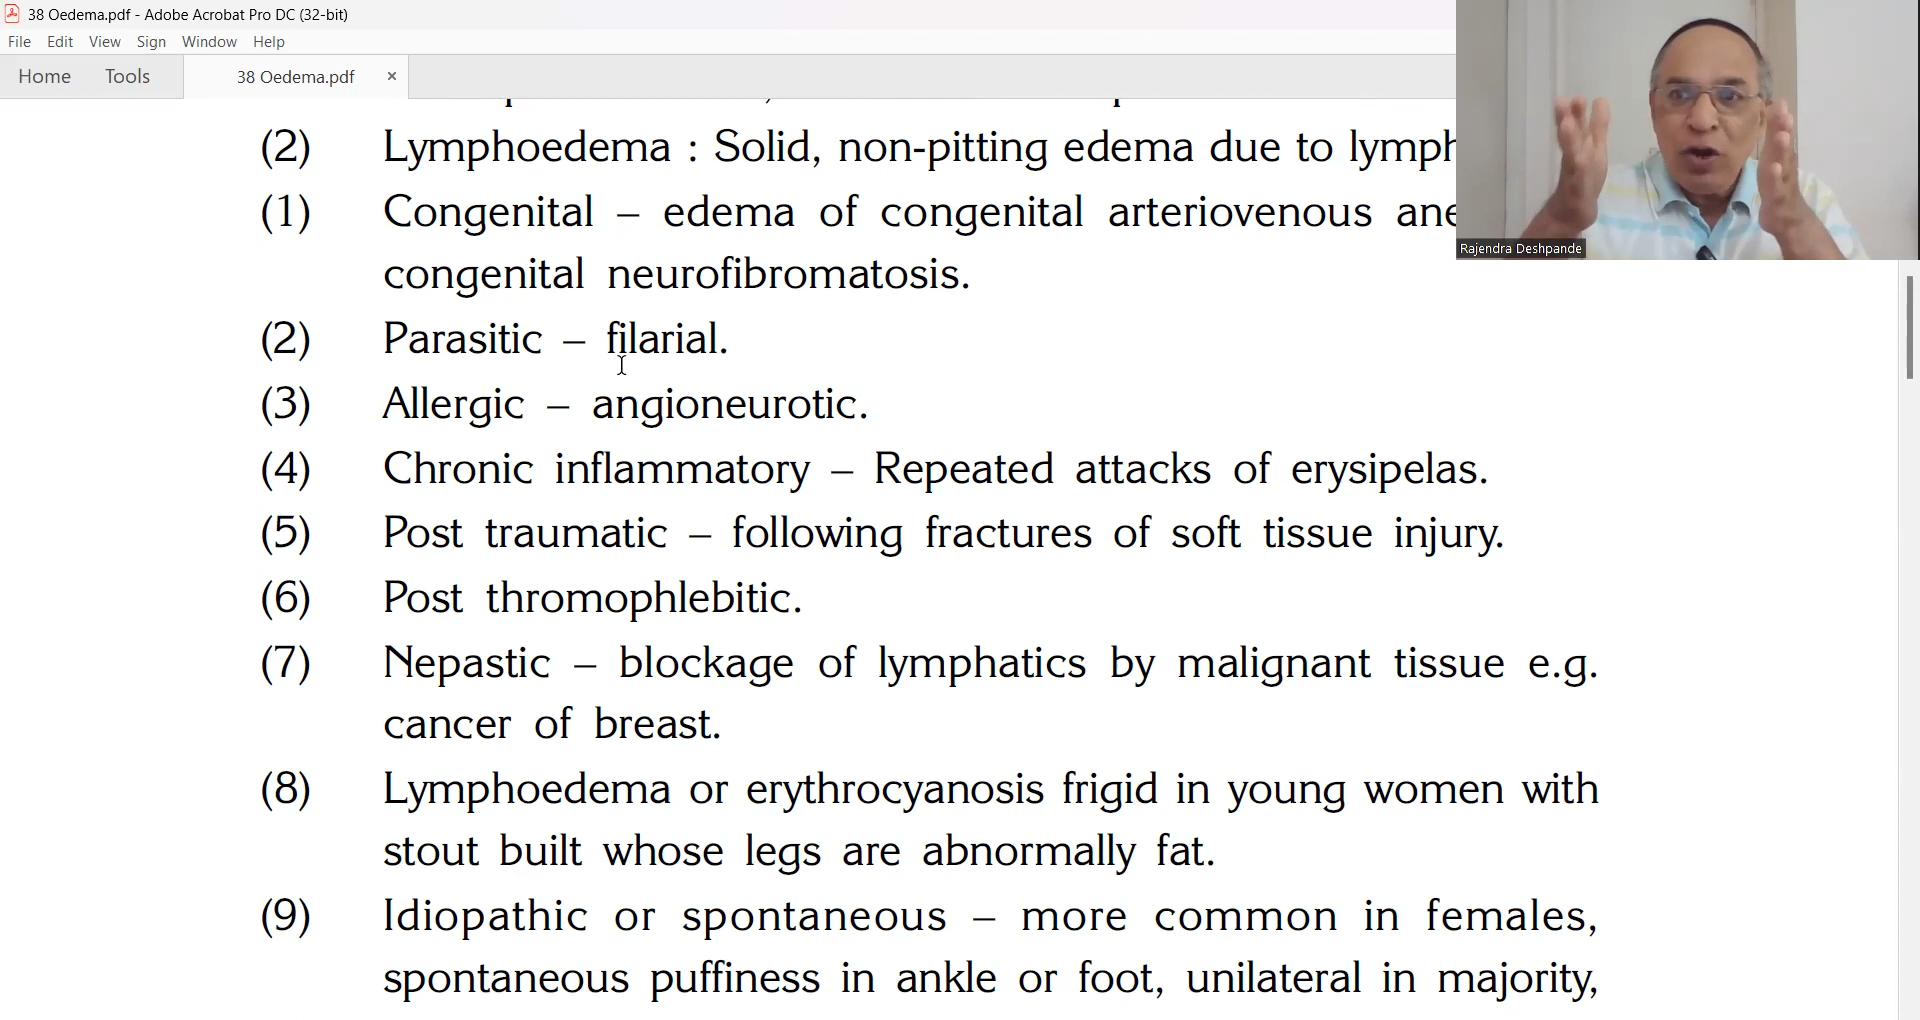 38 Oedema.pdf - Adobe Acrobat Pro DC (32-bit)
File Edit View Sign Window Help
Home Tools 38 Oedema.pdf ×
(2) Lymphoedema : Solid, non-pitting edema due to
(1) Congenital – edema of congenital arteriovenous
congenital neurofibromatosis.
Rajendra Deshpande
(2) Parasitic – filarial.
(3) Allergic – angioneurotic.
(4) Chronic inflammatory – Repeated attacks of erysipelas.
(5) Post traumatic – following fractures of soft tissue injury.
(6) Post thromophlebitic.
(7) Nepastic – blockage of lymphatics by malignant tissue e.g.
cancer of breast.
(8) Lymphoedema or erythrocyanosis frigid in young women with
stout built whose legs are abnormally fat.
(9) Idiopathic or spontaneous – more common in females,
spontaneous puffiness in ankle or foot, unilateral in majority,